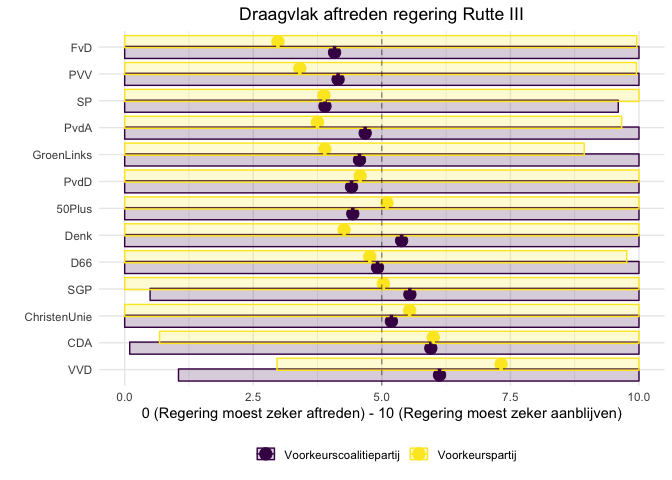 Draagvlak aftreden regering Rutte III
FvD
PVV
SP
PvdA
GroenLinks
PvdD
50Plus
Denk
D66
SGP
ChristenUnie
CDA
VVD
0.0 2.5 5.0 7.5 10.0
0 (Regering moest zeker aftreden) - 10 (Regering moest zeker aanblijven)
Voorkeurscoalitiepartij Voorkeurspartij